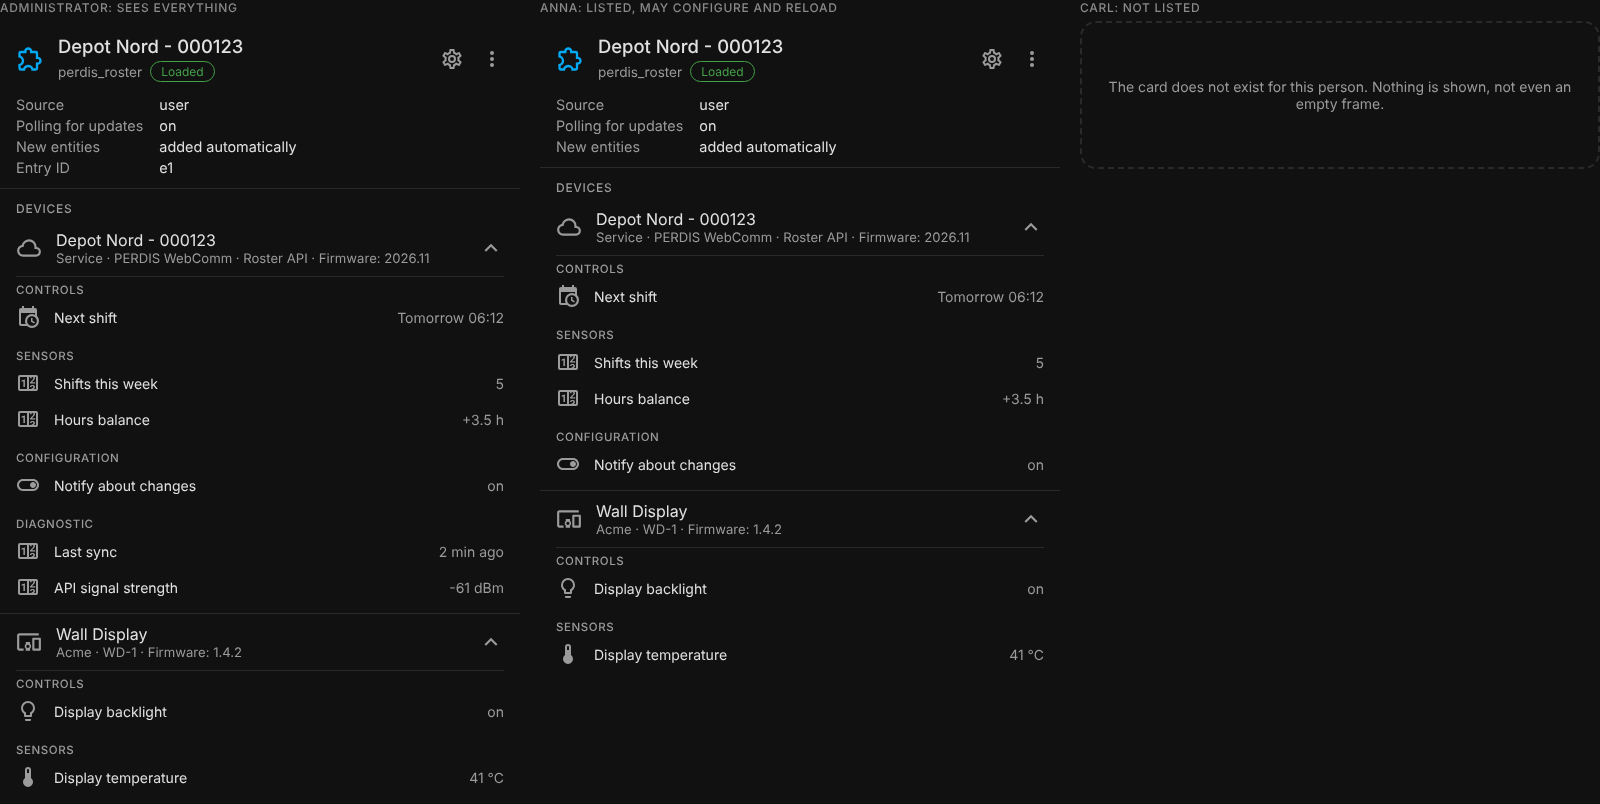 ADMINISTRATOR: SEES EVERYTHING
Depot Nord - 000123
perdis_roster Loaded
Source user
Polling for updates on
New entities added automatically
Entry ID e1
DEVICES
Depot Nord - 000123
Service · PERDIS WebComm · Roster API · Firmware: 2026.11
CONTROLS
Next shift Tomorrow 06:12
SENSORS
Shifts this week 5
Hours balance +3.5 h
CONFIGURATION
Notify about changes on
DIAGNOSTIC
Last sync 2 min ago
API signal strength -61 dBm
Wall Display
Acme · WD-1 · Firmware: 1.4.2
CONTROLS
Display backlight on
SENSORS
Display temperature 41 °C
ANNA: LISTED, MAY CONFIGURE AND RELOAD
Depot Nord - 000123
perdis_roster Loaded
Source user
Polling for updates on
New entities added automatically
DEVICES
Depot Nord - 000123
Service · PERDIS WebComm · Roster API · Firmware: 2026.11
CONTROLS
Next shift Tomorrow 06:12
SENSORS
Shifts this week 5
Hours balance +3.5 h
CONFIGURATION
Notify about changes on
Wall Display
Acme · WD-1 · Firmware: 1.4.2
CONTROLS
Display backlight on
SENSORS
Display temperature 41 °C
CARL: NOT LISTED
The card does not exist for this person. Nothing is shown, not even an
empty frame.